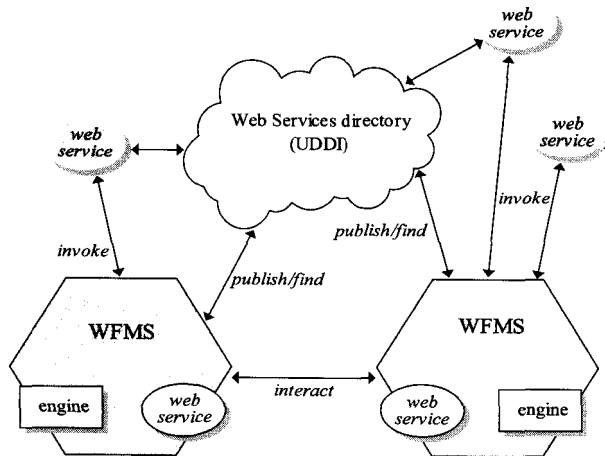 web
service
Web Services directory
(UDDI)
web
service
web
service
invoke
publish/find
publish/find
invoke
WFMS
WFMS
engine
web
service
interact
web
service
engine